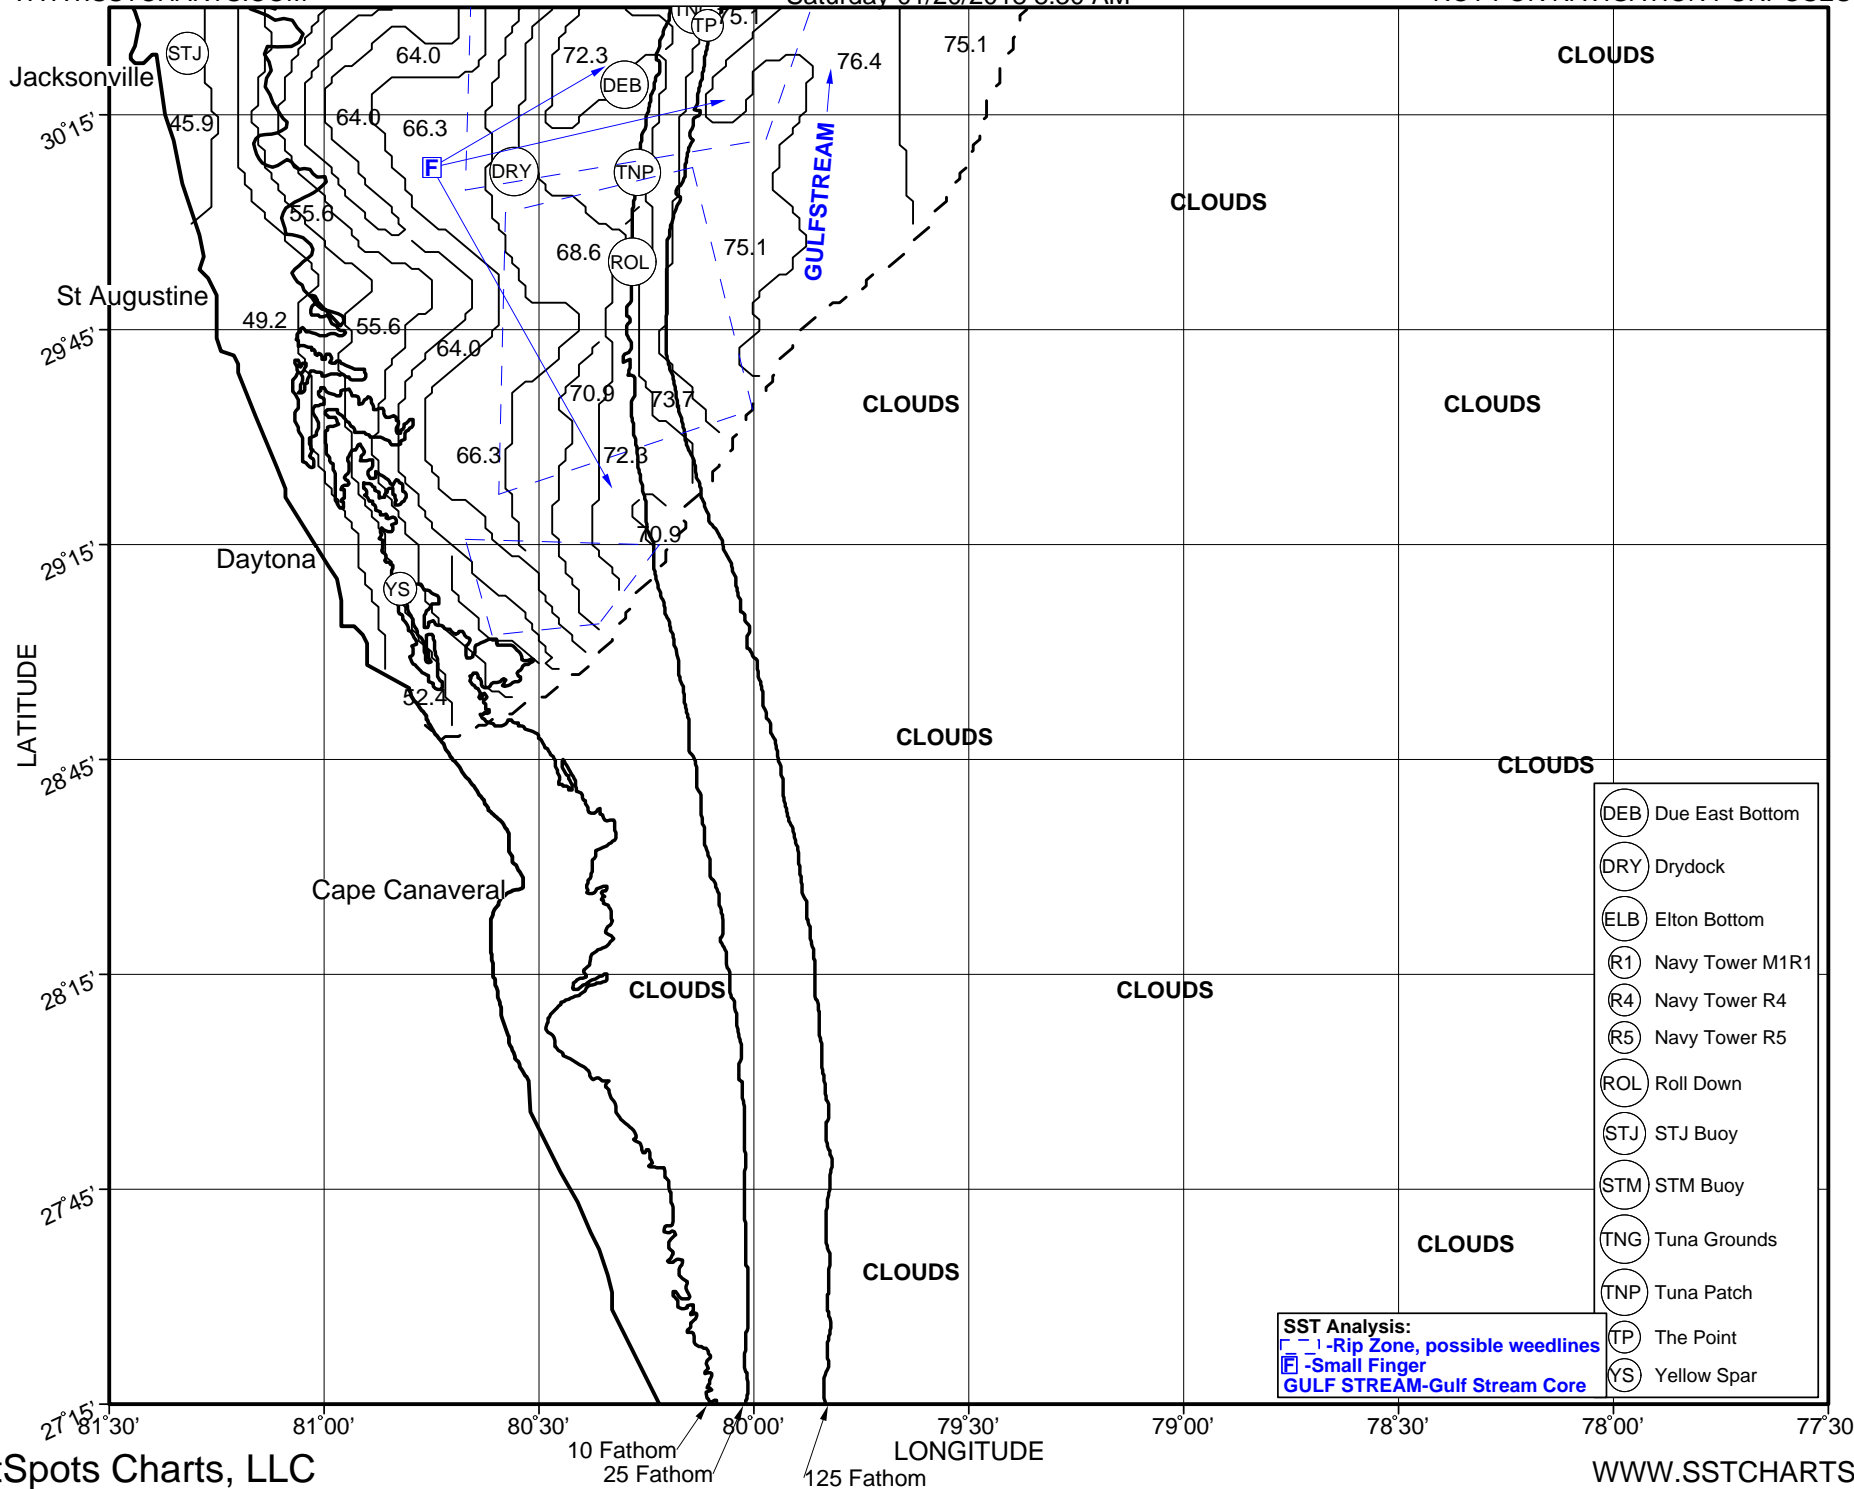 TNG
TP
75.1
STJ
64.0
72.3
DEB
76.4
75.1
CLOUDS
Jacksonville
45.9
64.0
66.3
30°15'
F
DRY
TNP
GULFSTREAM
CLOUDS
55.6
68.6
ROL
75.1
St Augustine
49.2
55.6
64.0
29°45'
70.9
73.7
CLOUDS
CLOUDS
66.3
72.3
70.9
29°15'
Daytona
YS
52.4
LATITUDE
CLOUDS
28°45'
CLOUDS
Cape Canaveral
28°15'
CLOUDS
CLOUDS
27°45'
CLOUDS
CLOUDS
DEB Due East Bottom
DRY Drydock
ELB Elton Bottom
R1 Navy Tower M1R1
R4 Navy Tower R4
R5 Navy Tower R5
ROL Roll Down
STJ STJ Buoy
STM STM Buoy
TNG Tuna Grounds
TNP Tuna Patch
TP The Point
YS Yellow Spar
SST Analysis:
-Rip Zone, possible weedlines
F -Small Finger
GULF STREAM-Gulf Stream Core
27°15'
81°30'
81°00'
80°30'
80°00'
79°30'
79°00'
78°30'
78°00'
77°30'
LONGITUDE
10 Fathom
25 Fathom
125 Fathom
Spots Charts, LLC
WWW.SSTCHARTS